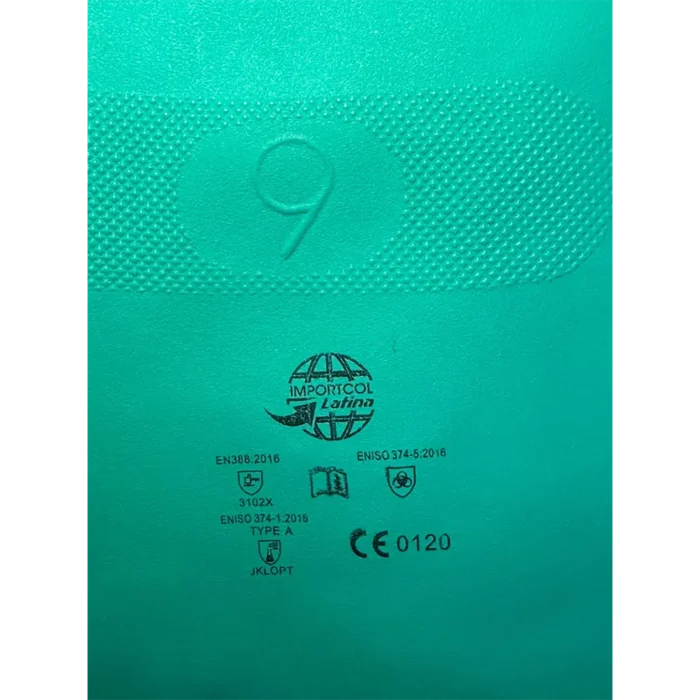 9
IMPORTCOL
Latina
EN388:2016
3102X
ENISO 374-5:2016
ENISO 374-1:2016
TYPE A
JKLOPT
CE 0120